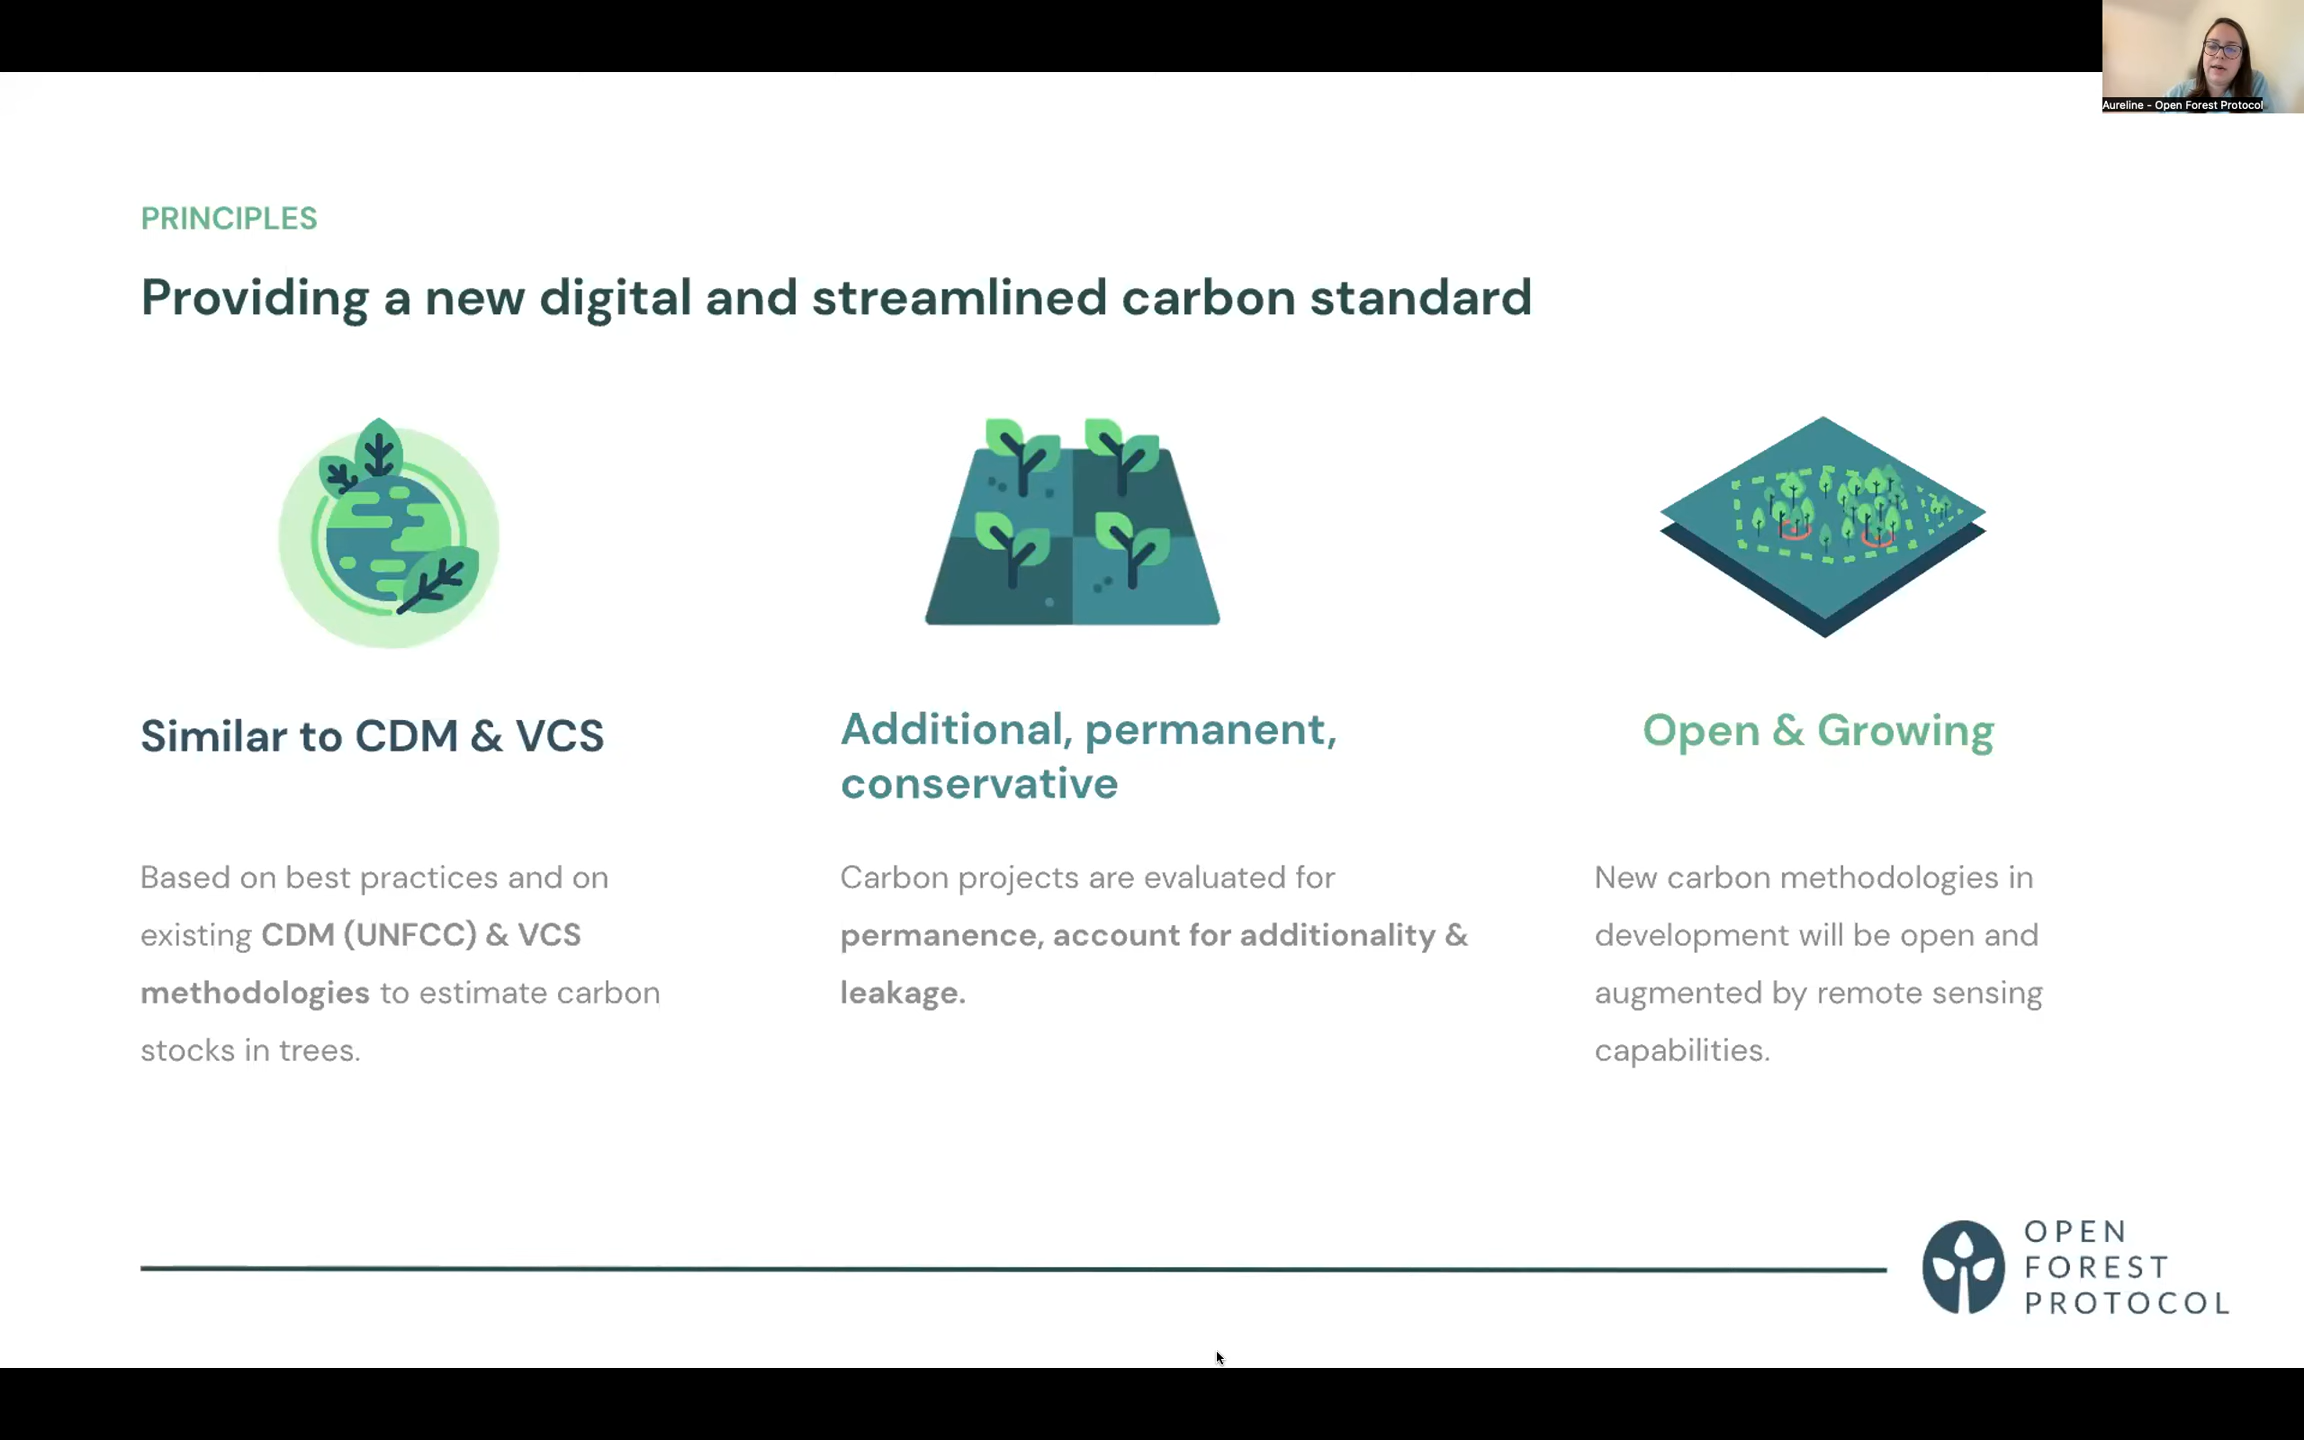 Aureline - Open Forest Protocol
PRINCIPLES
Providing a new digital and streamlined carbon standard
Similar to CDM & VCS
Based on best practices and on
existing CDM (UNFCC) & VCS
methodologies to estimate carbon
stocks in trees.
Additional, permanent,
conservative
Carbon projects are evaluated for
permanence, account for additionality &
leakage.
Open & Growing
New carbon methodologies in
development will be open and
augmented by remote sensing
capabilities.
OPEN
FOREST
PROTOCOL